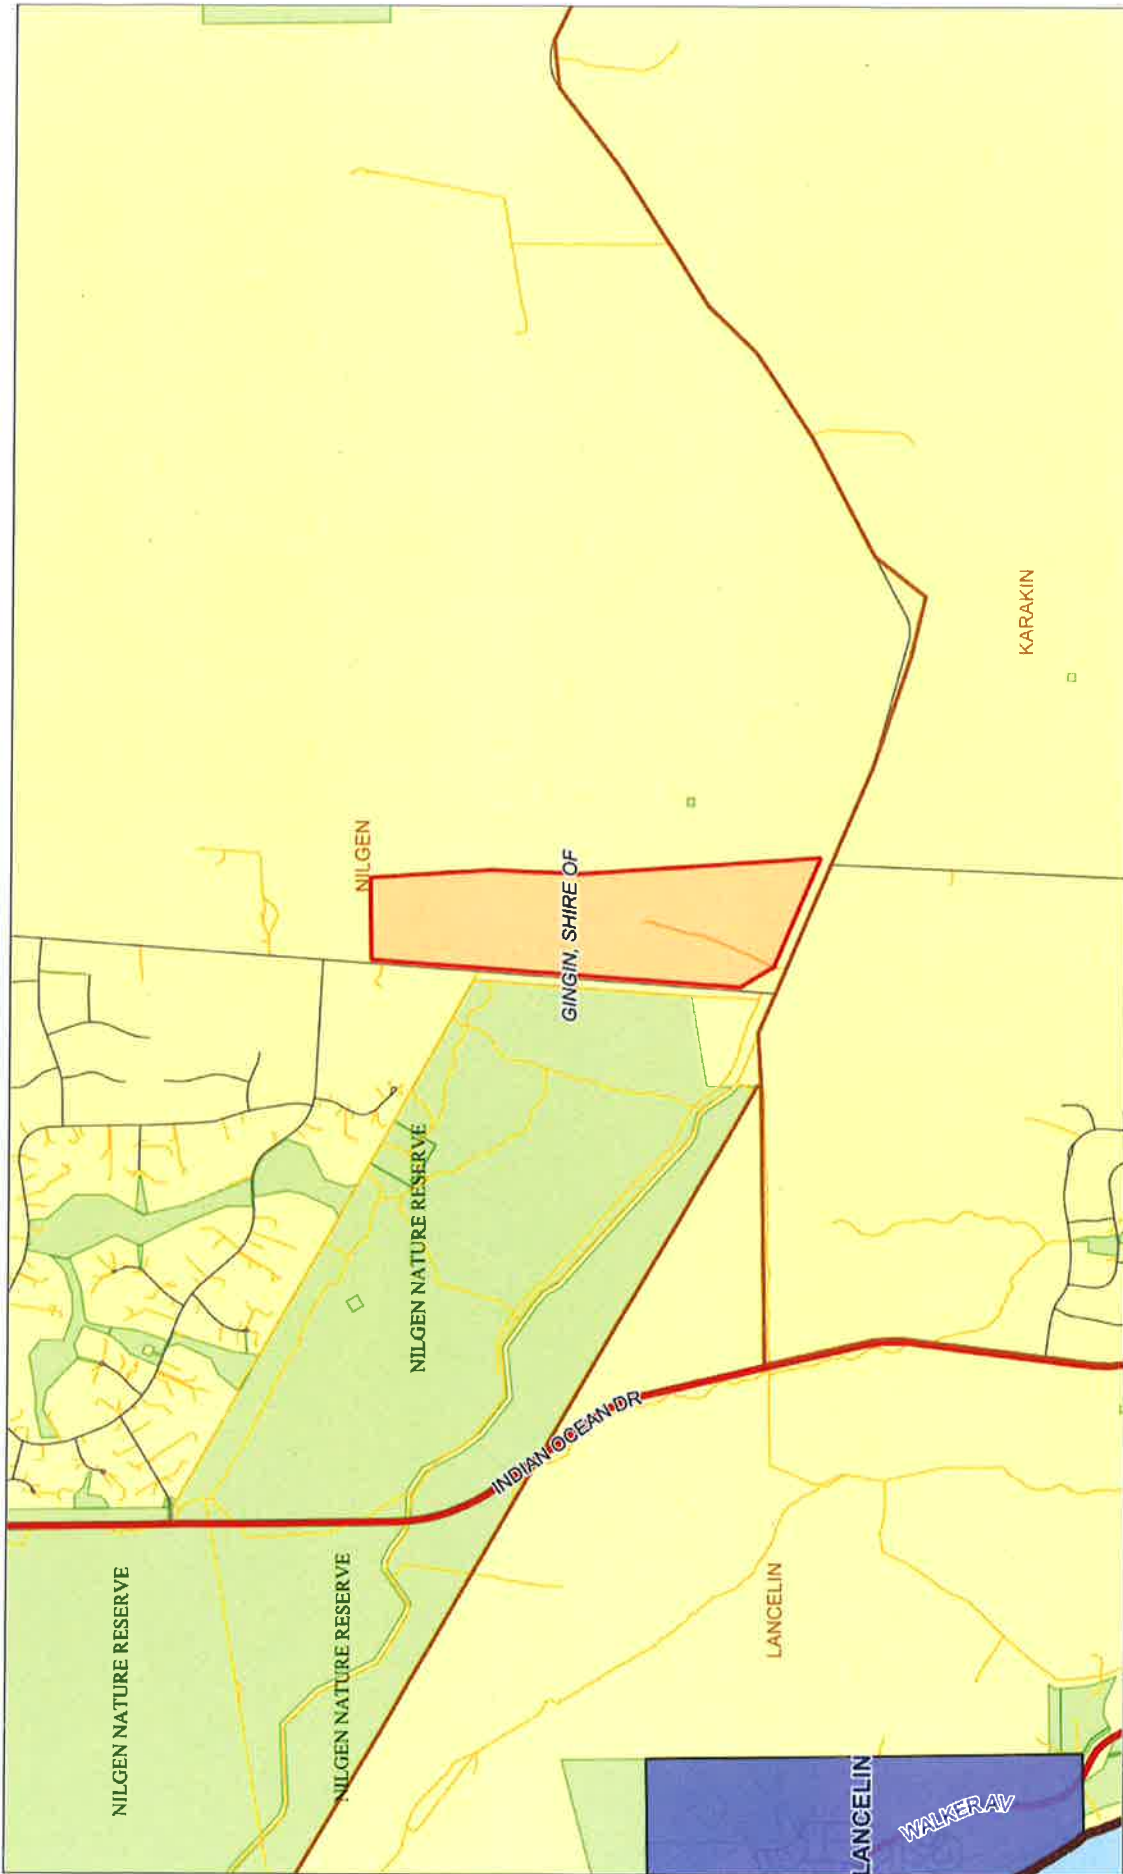 NILGEN
GINGIN, SHIRE OF
KARAKIN
NILGEN NATURE RESERVE
INDIAN OCEAN DR
NILGEN NATURE RESERVE
NILGEN NATURE RESERVE
LANCELIN
LANCELIN
WALKER AV